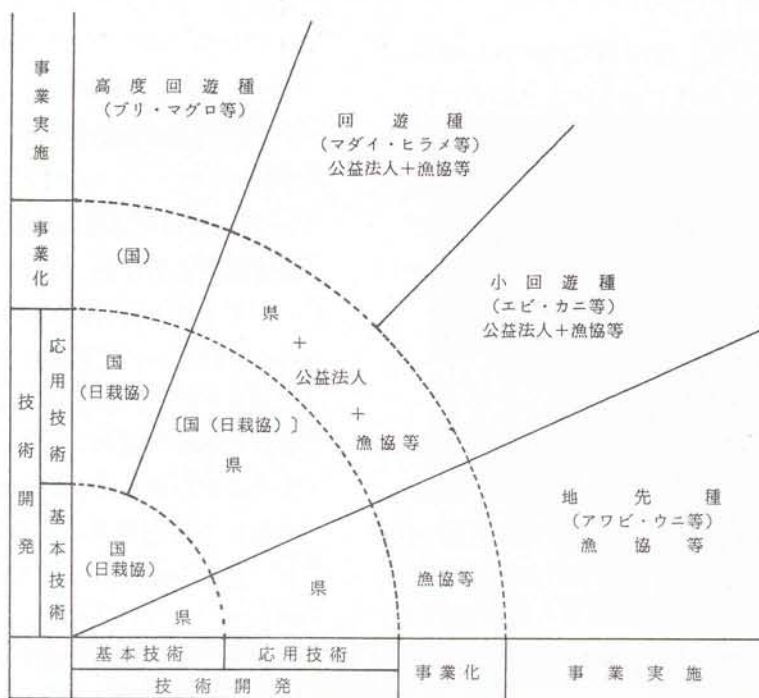 事業実施
事業化
技術開発
応用技術
基本技術
高度回遊種
(ブリ・マグロ等)
回遊種
(マダイ・ヒラメ等)
公益法人+漁協等
小回遊種
(エビ・カニ等)
公益法人+漁協等
地先種
(アワビ・ウニ等)
漁協等
(国)
県
+
公益法人
+
漁協等
国
(日栽協)
〔国(日栽協)〕
県
国
(日栽協)
県
県
漁協等
基本技術
応用技術
技術開発
事業化
事業実施